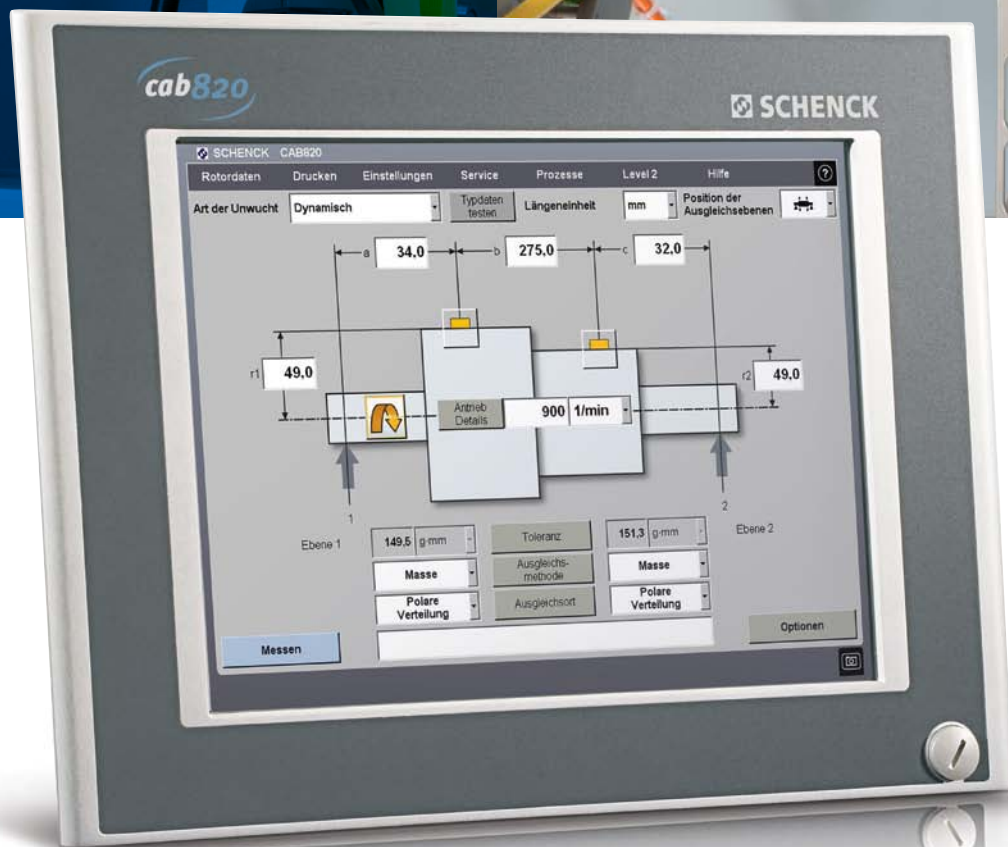 cab820
SCHENCK
SCHENCK CAB820
Rotordaten Drucken Einstellungen Service Prozesse Level 2 Hilfe ?
Art der Unwucht Dynamisch Typdaten testen Längeneinheit mm Position der Ausgleichsebenen
a 34,0 b 275,0 c 32,0
r1 49,0
r2 49,0
Antrieb Details 900 1/min
1
2
Ebene 1 149,5 g·mm Toleranz 151,3 g·mm Ebene 2
Masse Ausgleichs-
methode Masse
Polare Verteilung Ausgleichsort Polare Verteilung
Messen Optionen